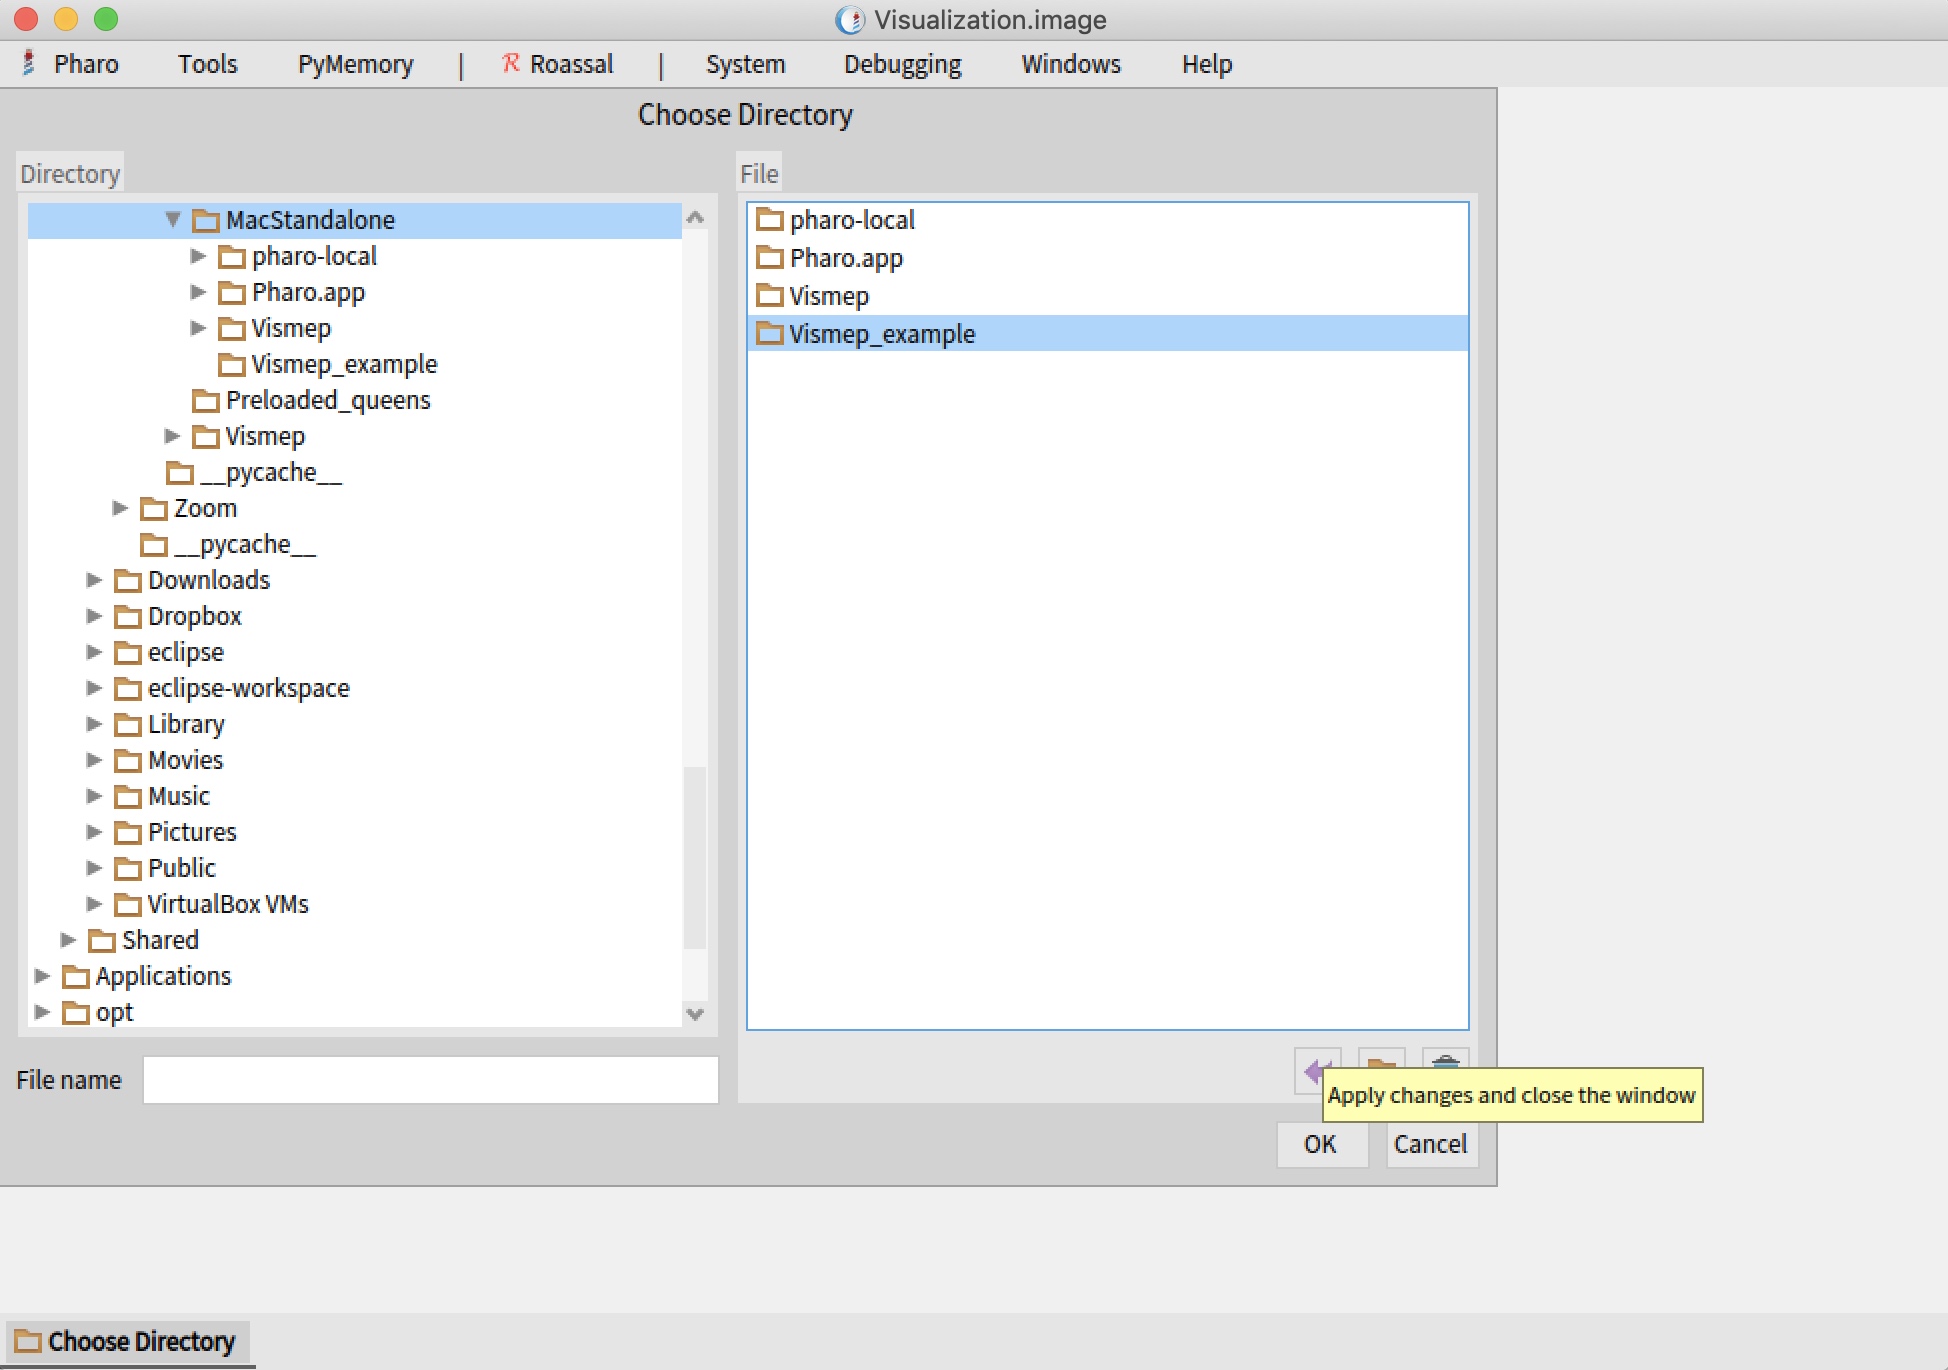 Visualization.image
Pharo Tools PyMemory | Roassal | System Debugging Windows Help
Choose Directory
Directory
MacStandalone
pharo-local
Pharo.app
Vismep
Vismep_example
Preloaded_queens
Vismep
__pycache__
Zoom
__pycache__
Downloads
Dropbox
eclipse
eclipse-workspace
Library
Movies
Music
Pictures
Public
VirtualBox VMs
Shared
Applications
opt
File
pharo-local
Pharo.app
Vismep
Vismep_example
File name
Apply changes and close the window
OK Cancel
Choose Directory